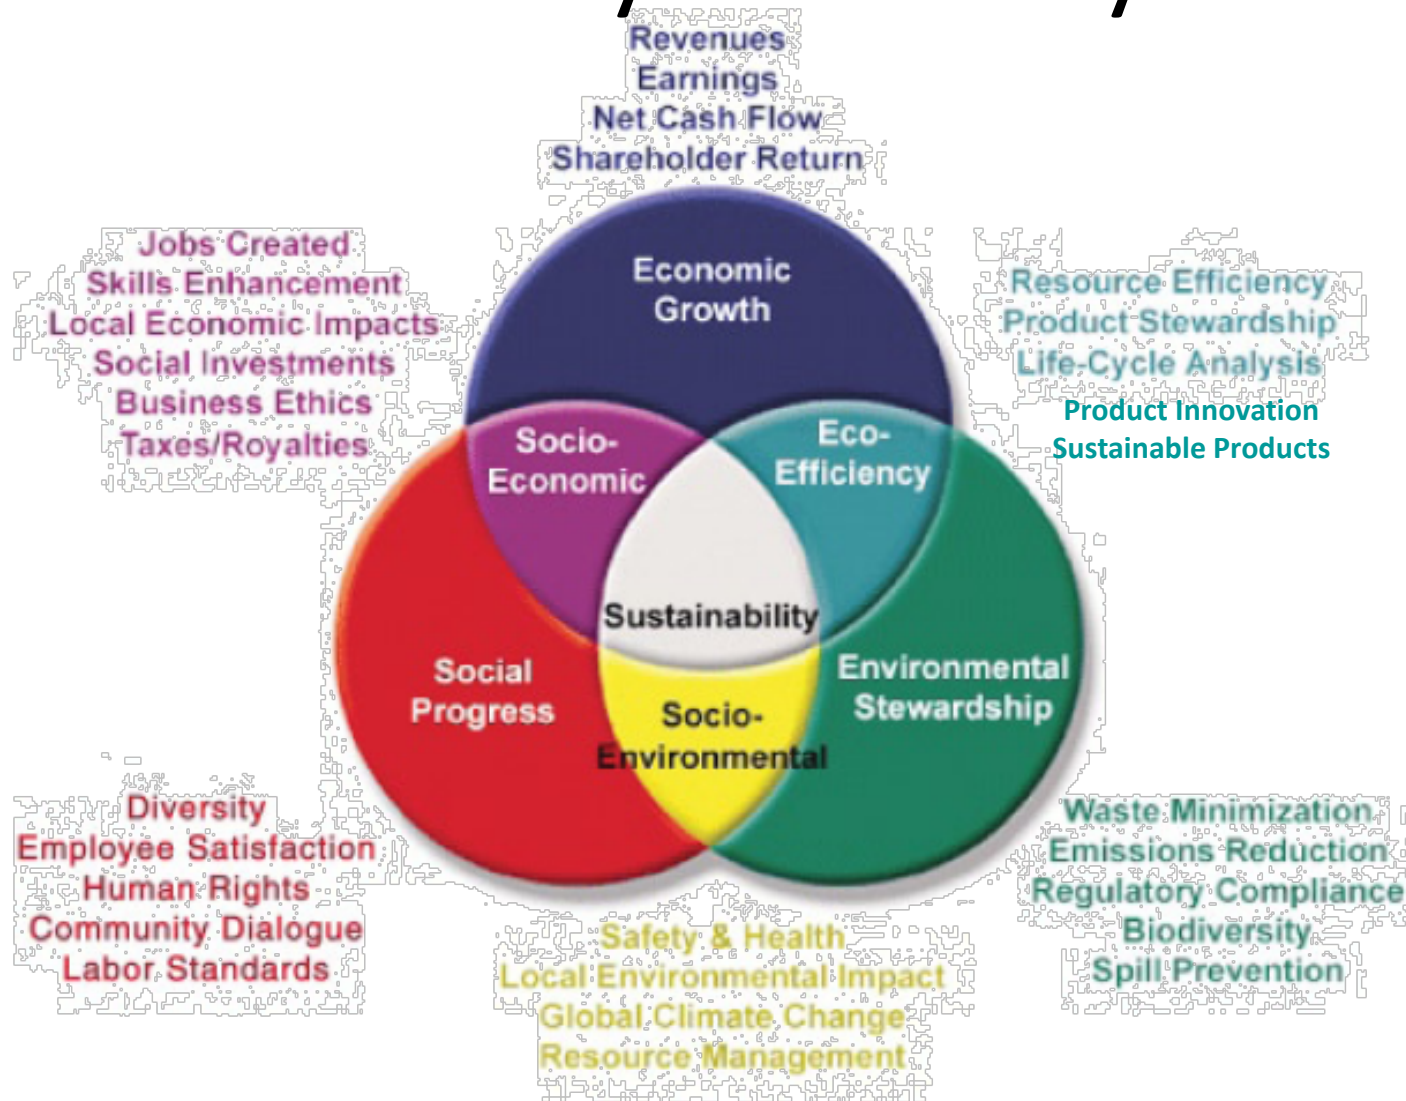 Revenues
Earnings
Net Cash Flow
Shareholder Return
Jobs Created
Skills Enhancement
Local Economic Impacts
Social Investments
Business Ethics
Taxes/Royalties
Economic
Growth
Resource Efficiency
Product Stewardship
Life-Cycle Analysis
Product Innovation
Sustainable Products
Socio-
Economic
Eco-
Efficiency
Sustainability
Social
Progress
Environmental
Stewardship
Socio-
Environmental
Diversity
Employee Satisfaction
Human Rights
Community Dialogue
Labor Standards
Waste Minimization
Emissions Reduction
Regulatory Compliance
Biodiversity
Spill Prevention
Safety & Health
Local Environmental Impact
Global Climate Change
Resource Management